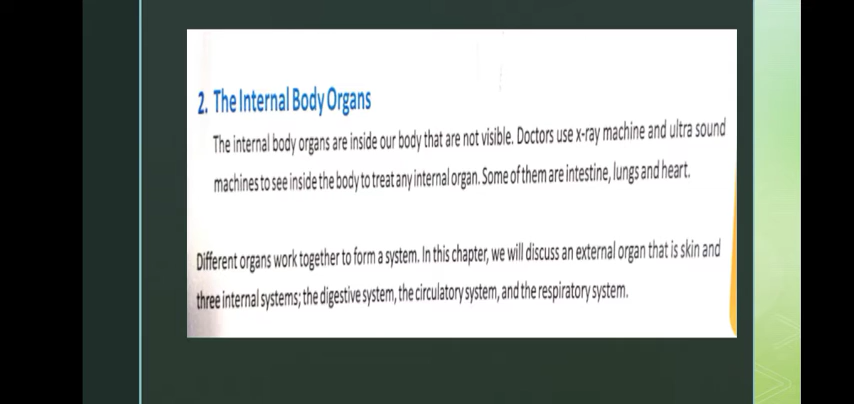 2. The Internal Body Organs
The internal body organs are inside our body that are not visible. Doctors use x-ray machine and ultra sound
machines to see inside the body to treat any internal organ. Some of them are intestine, lungs and heart.
Different organs work together to form a system. In this chapter, we will discuss an external organ that is skin and
three internal systems; the digestive system, the circulatory system, and the respiratory system.